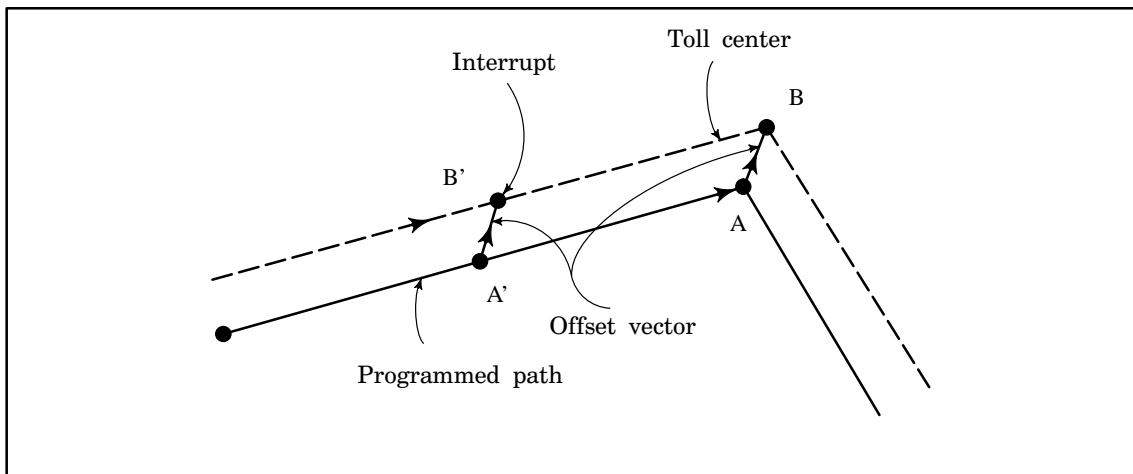 Toll center
Interrupt
B
B'
A
A'
Offset vector
Programmed path